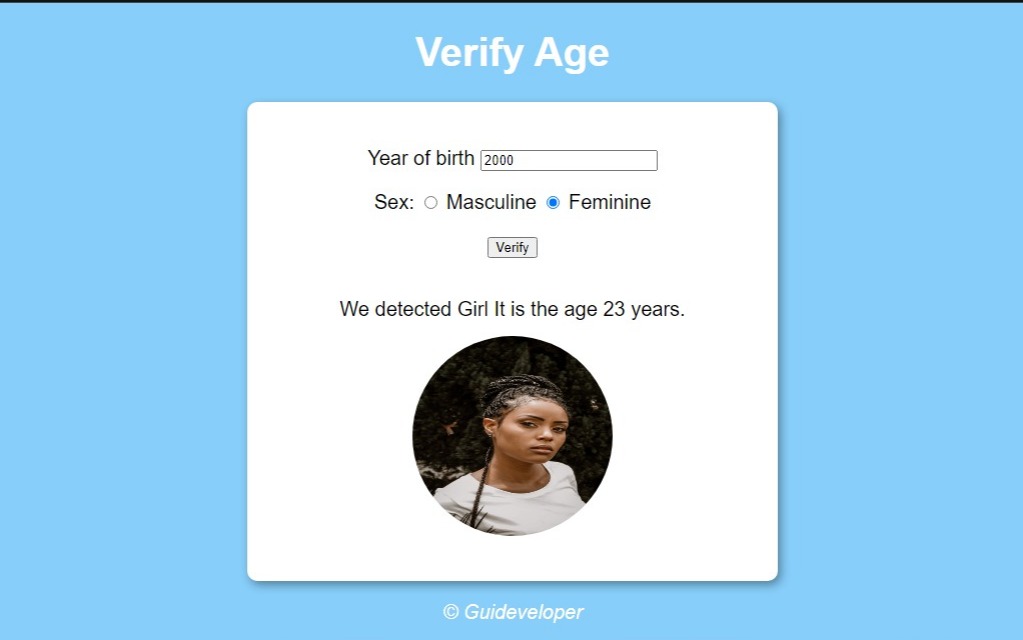 Verify Age
Year of birth 2000
Sex: Masculine Feminine
Verify
We detected Girl It is the age 23 years.
© Guideveloper